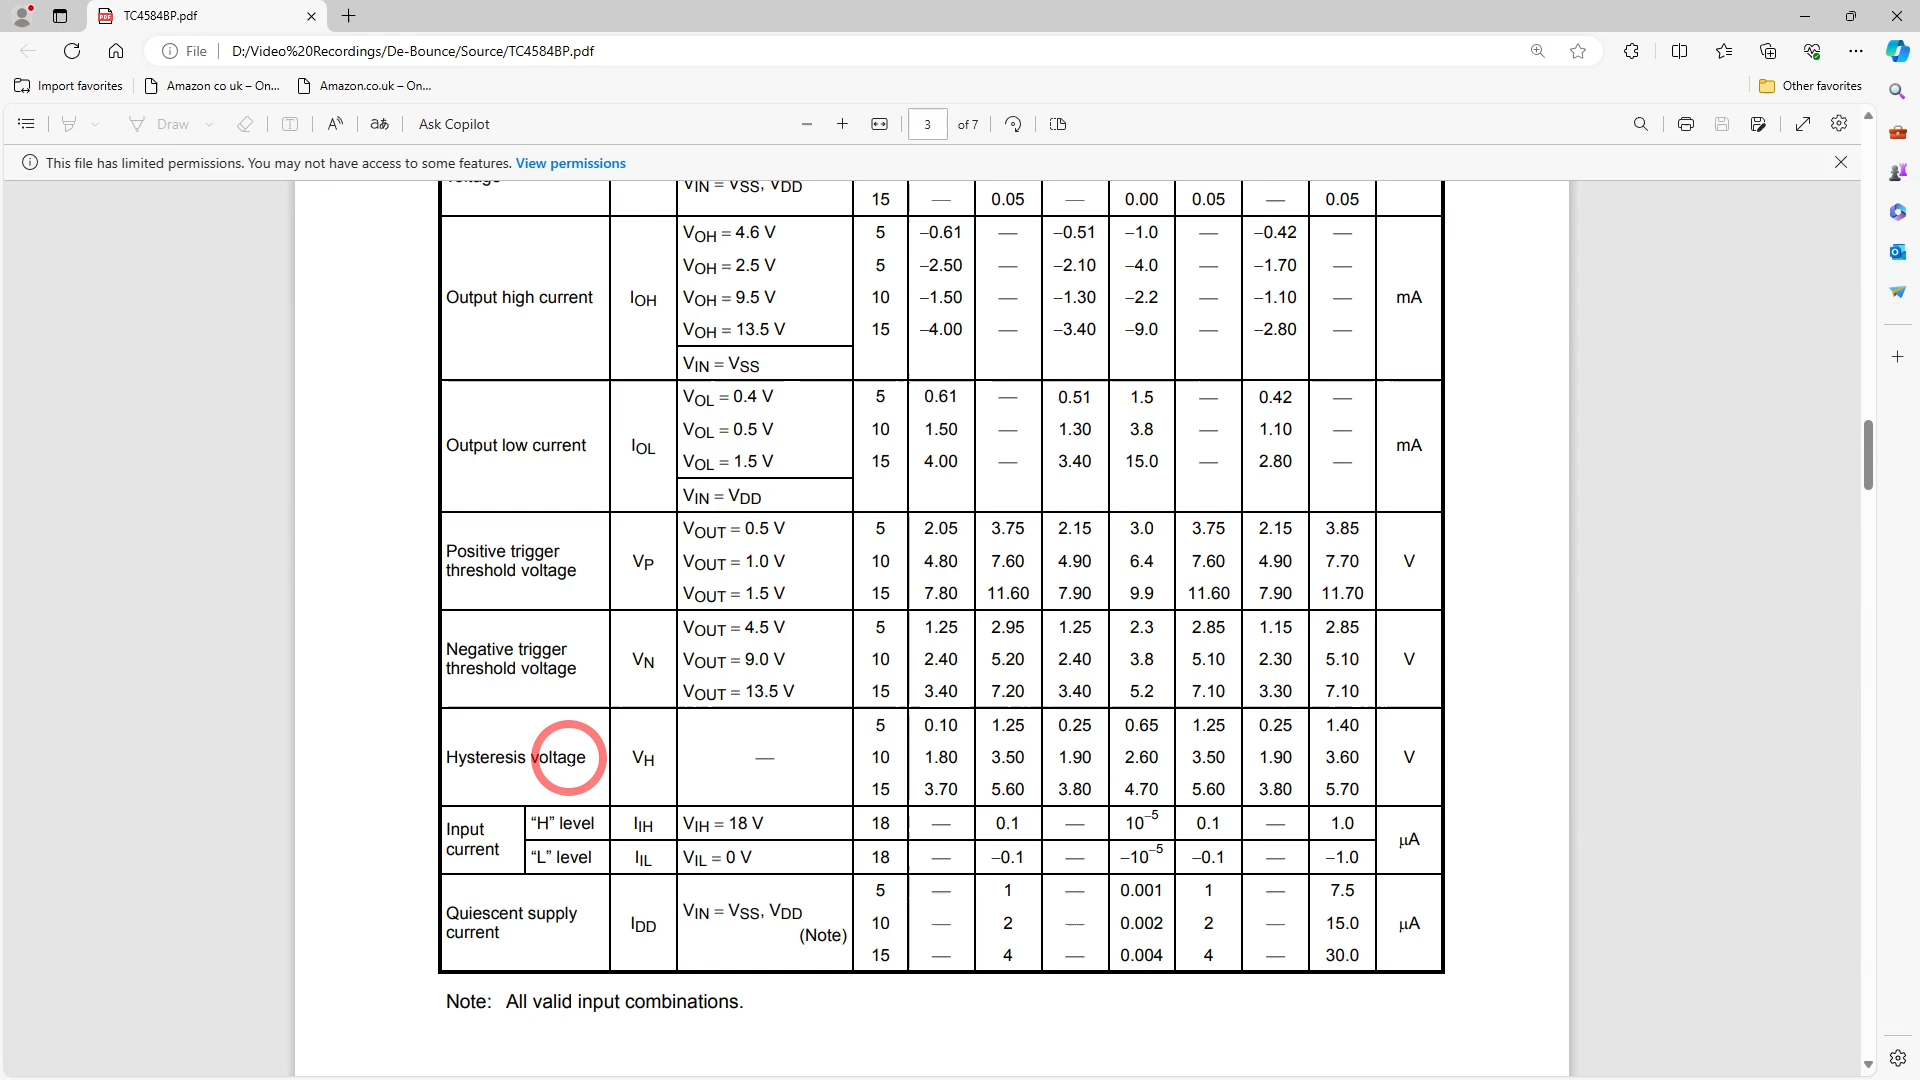 TC4584BP.pdf
File D:/Video%20Recordings/De-Bounce/Source/TC4584BP.pdf
Import favorites Amazon co uk – On... Amazon.co.uk – On... Other favorites
Draw Ask Copilot 3 of 7
This file has limited permissions. You may not have access to some features. View permissions
VIN = VSS, VDD
15 — 0.05 — 0.00 0.05 — 0.05
VOH = 4.6 V 5 −0.61 — −0.51 −1.0 — −0.42 —
VOH = 2.5 V 5 −2.50 — −2.10 −4.0 — −1.70 —
Output high current IOH VOH = 9.5 V 10 −1.50 — −1.30 −2.2 — −1.10 — mA
VOH = 13.5 V 15 −4.00 — −3.40 −9.0 — −2.80 —
VIN = VSS
VOL = 0.4 V 5 0.61 — 0.51 1.5 — 0.42 —
VOL = 0.5 V 10 1.50 — 1.30 3.8 — 1.10 —
Output low current IOL mA
VOL = 1.5 V 15 4.00 — 3.40 15.0 — 2.80 —
VIN = VDD
VOUT = 0.5 V 5 2.05 3.75 2.15 3.0 3.75 2.15 3.85
Positive trigger
threshold voltage VP VOUT = 1.0 V 10 4.80 7.60 4.90 6.4 7.60 4.90 7.70 V
VOUT = 1.5 V 15 7.80 11.60 7.90 9.9 11.60 7.90 11.70
VOUT = 4.5 V 5 1.25 2.95 1.25 2.3 2.85 1.15 2.85
Negative trigger
threshold voltage VN VOUT = 9.0 V 10 2.40 5.20 2.40 3.8 5.10 2.30 5.10 V
VOUT = 13.5 V 15 3.40 7.20 3.40 5.2 7.10 3.30 7.10
5 0.10 1.25 0.25 0.65 1.25 0.25 1.40
Hysteresis voltage VH — 10 1.80 3.50 1.90 2.60 3.50 1.90 3.60 V
15 3.70 5.60 3.80 4.70 5.60 3.80 5.70
Input
current
“H” level IIH VIH = 18 V 18 — 0.1 — 10−5 0.1 — 1.0
μA
“L” level IIL VIL = 0 V 18 — −0.1 — −10−5 −0.1 — −1.0
5 — 1 — 0.001 1 — 7.5
Quiescent supply
current IDD VIN = VSS, VDD
(Note) 10 — 2 — 0.002 2 — 15.0 μA
15 — 4 — 0.004 4 — 30.0
Note: All valid input combinations.